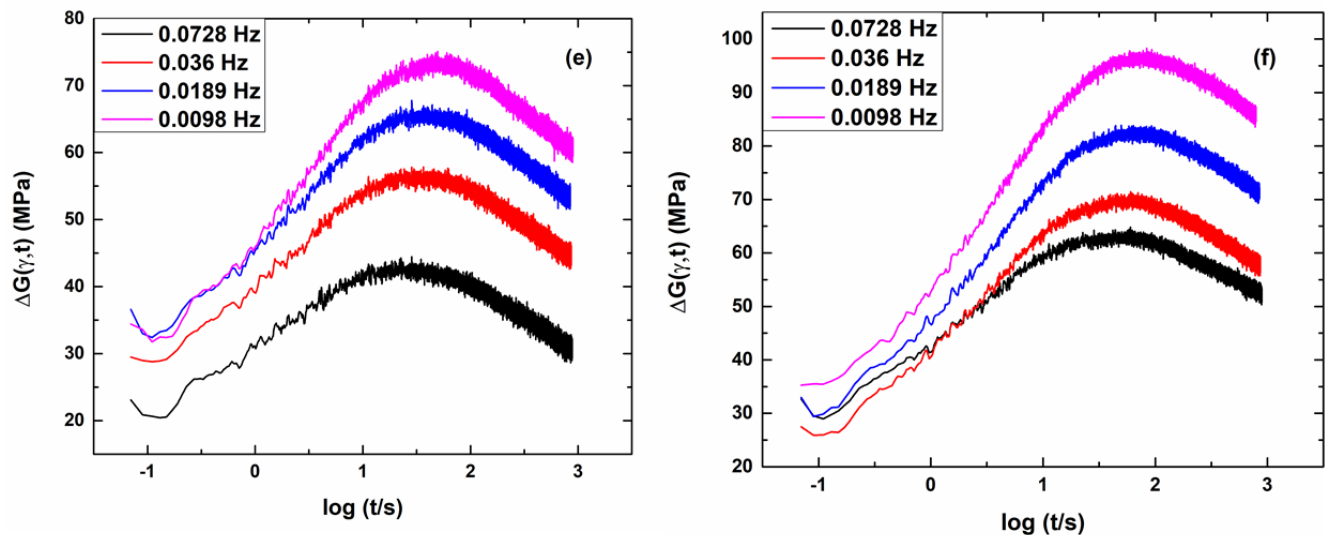 0.0728 Hz
0.036 Hz
0.0189 Hz
0.0098 Hz
(e)
80
70
60
50
40
30
20
ΔG(γ,t) (MPa)
-1 0 1 2 3
log (t/s)
0.0728 Hz
0.036 Hz
0.0189 Hz
0.0098 Hz
(f)
100
90
80
70
60
50
40
30
20
ΔG(γ,t) (MPa)
-1 0 1 2 3
log (t/s)